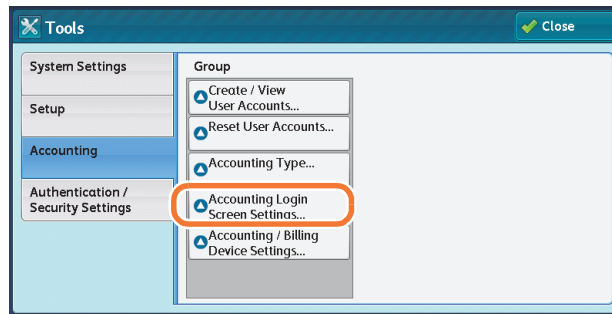 Tools
Close
System Settings
Setup
Accounting
Authentication /
Security Settings
Group
Create / View
User Accounts...
Reset User Accounts...
Accounting Type...
Accounting Login
Screen Settings...
Accounting / Billing
Device Settings...